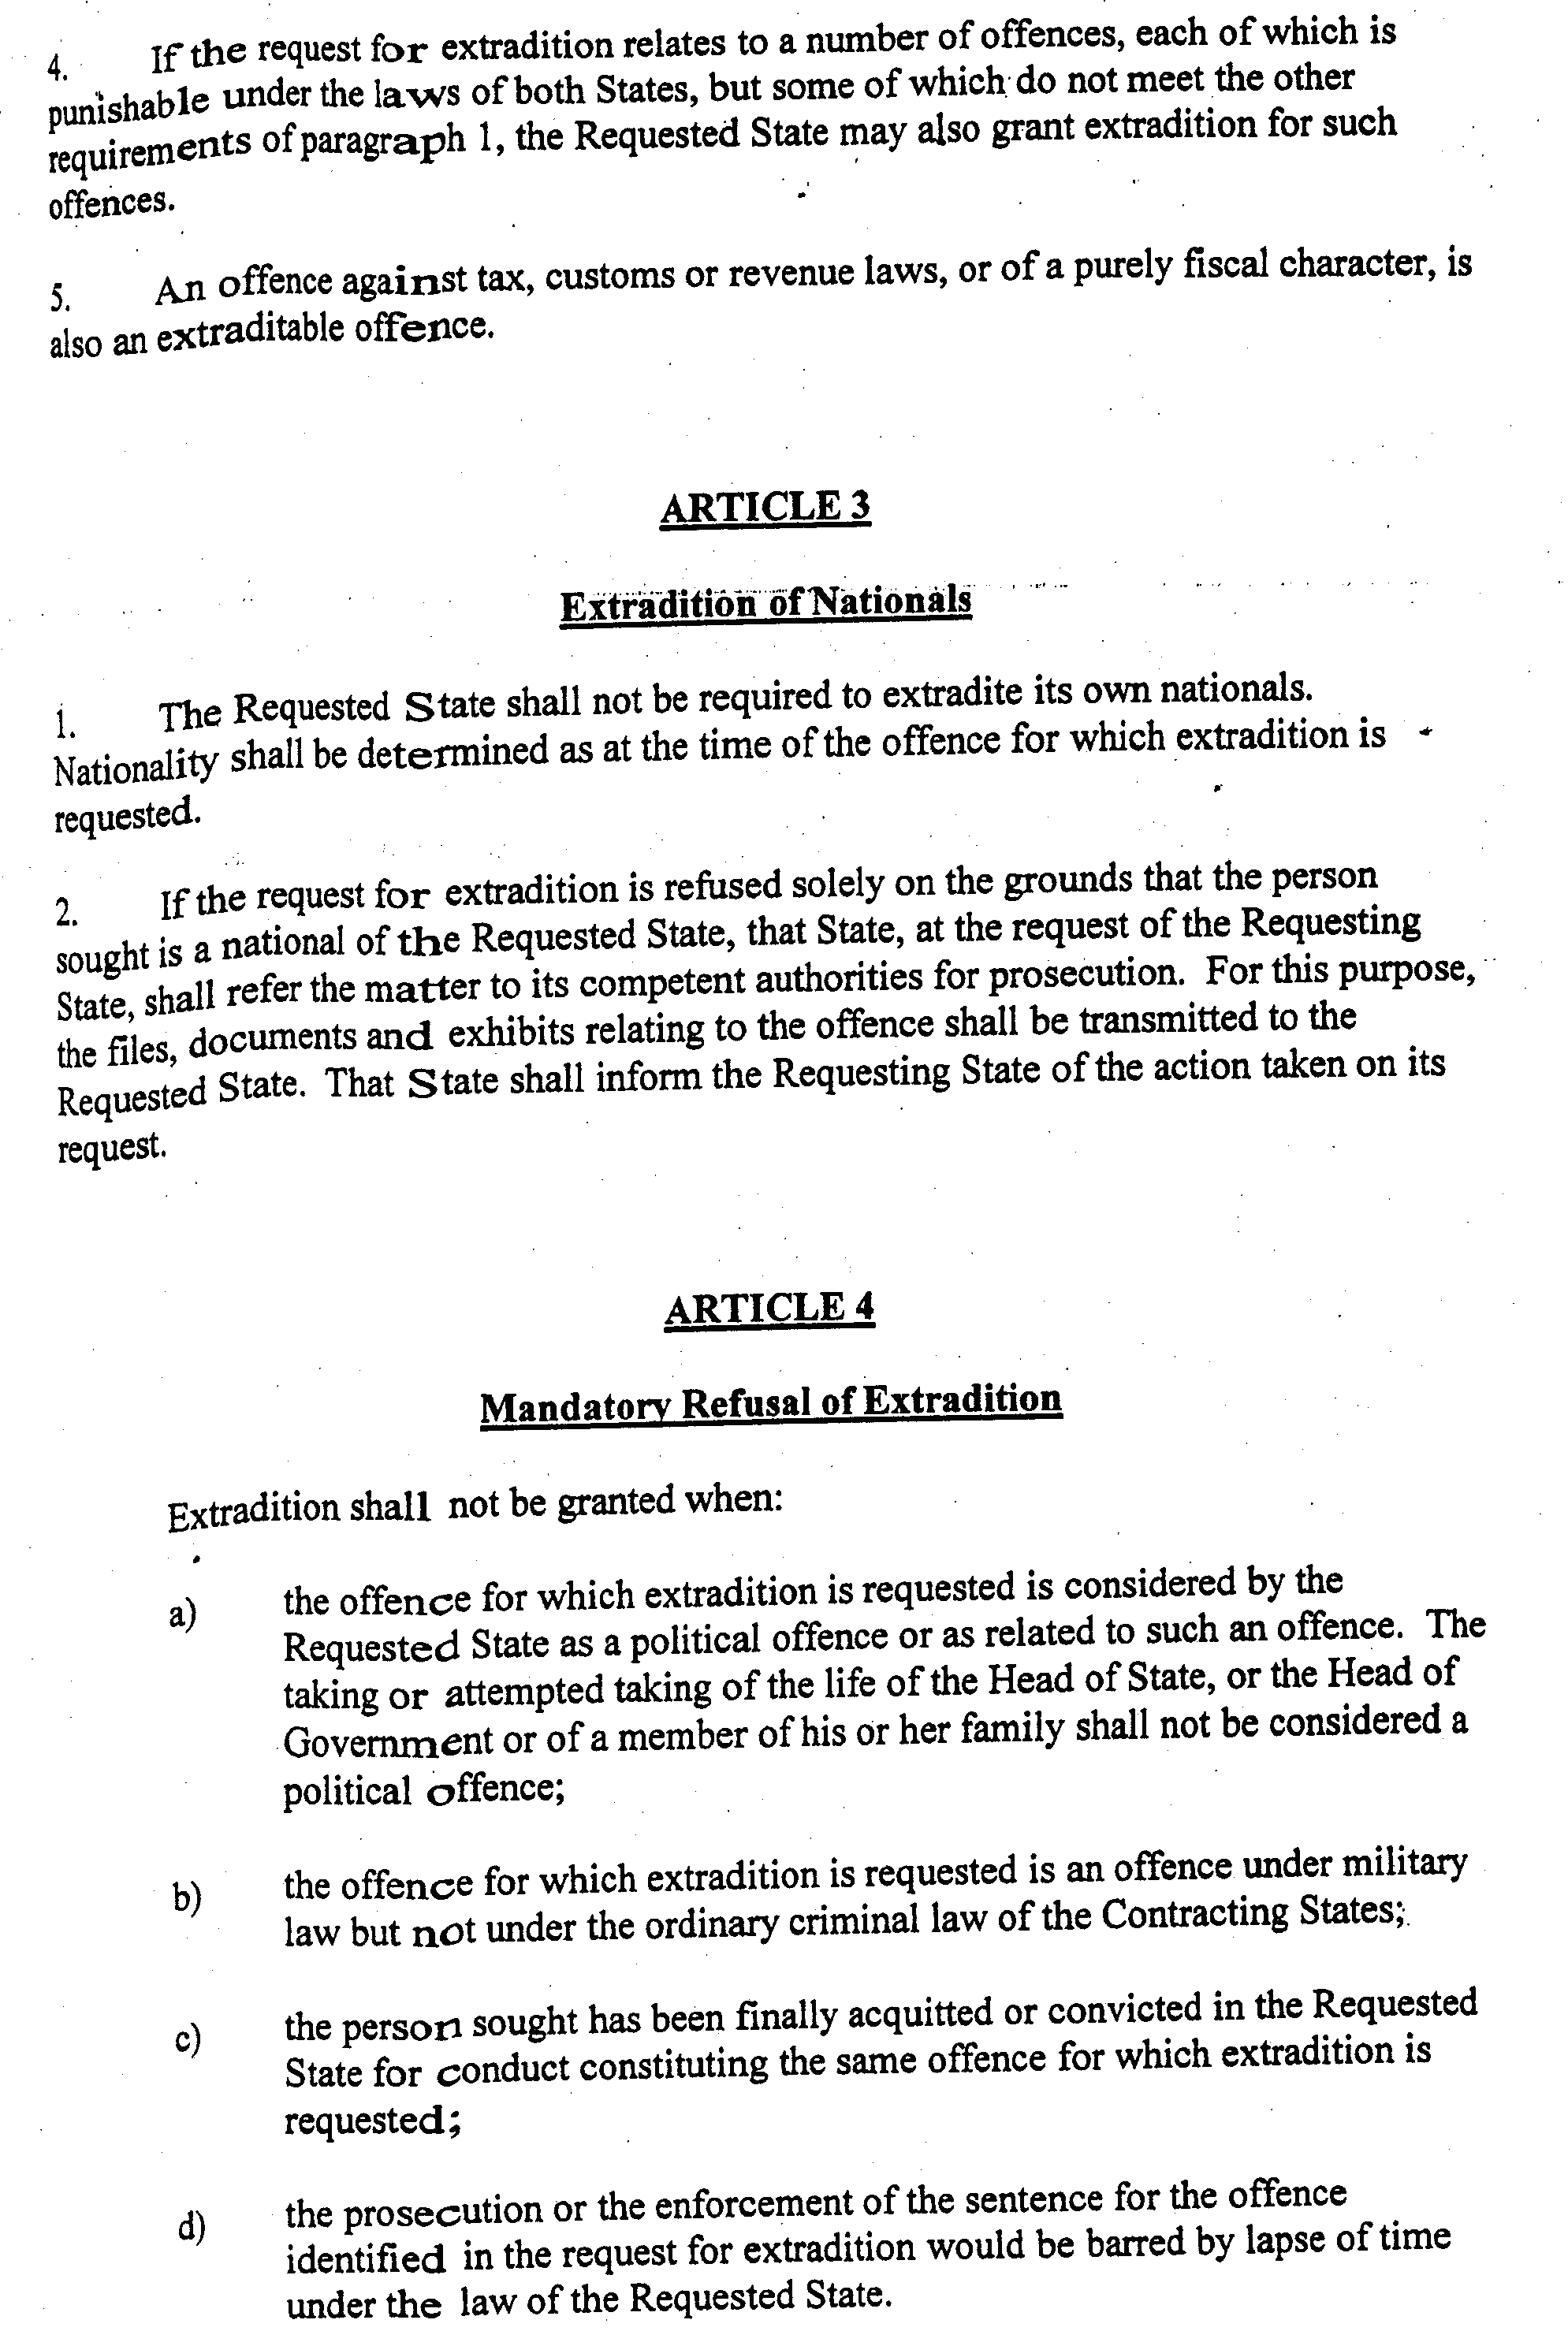 4. If the request for extradition relates to a number of offences, each of which is
punishable under the laws of both States, but some of which do not meet the other
requirements of paragraph 1, the Requested State may also grant extradition for such
offences.
5. An offence against tax, customs or revenue laws, or of a purely fiscal character, is
also an extraditable offence.
ARTICLE 3
Extradition of Nationals
1. The Requested State shall not be required to extradite its own nationals.
Nationality shall be determined as at the time of the offence for which extradition is
requested.
2. If the request for extradition is refused solely on the grounds that the person
sought is a national of the Requested State, that State, at the request of the Requesting
State, shall refer the matter to its competent authorities for prosecution. For this purpose,
the files, documents and exhibits relating to the offence shall be transmitted to the
Requested State. That State shall inform the Requesting State of the action taken on its
request.
ARTICLE 4
Mandatory Refusal of Extradition
Extradition shall not be granted when:
a) the offence for which extradition is requested is considered by the
Requested State as a political offence or as related to such an offence. The
taking or attempted taking of the life of the Head of State, or the Head of
Government or of a member of his or her family shall not be considered a
political offence;
b) the offence for which extradition is requested is an offence under military
law but not under the ordinary criminal law of the Contracting States;
c) the person sought has been finally acquitted or convicted in the Requested
State for conduct constituting the same offence for which extradition is
requested;
d) the prosecution or the enforcement of the sentence for the offence
identified in the request for extradition would be barred by lapse of time
under the law of the Requested State.